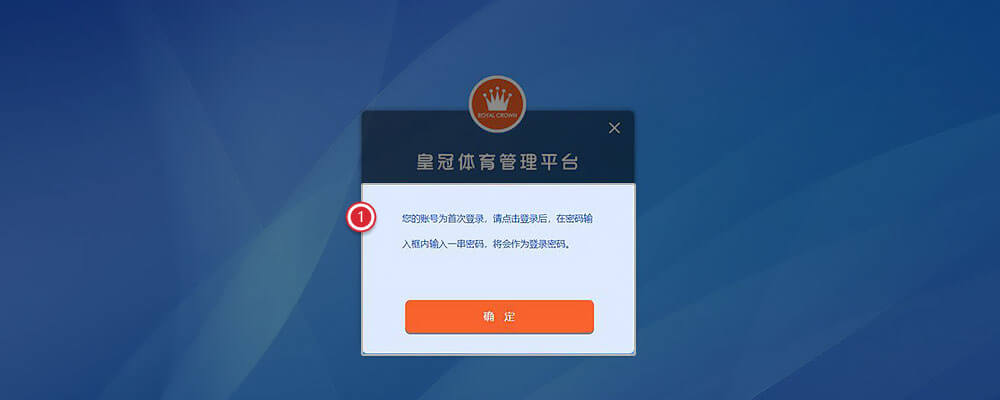 ROYAL CROWN
皇冠体育管理平台
1
您的账号为首次登录，请点击登录后，在密码输
入框内输入一串密码，将会作为登录密码。
确 定